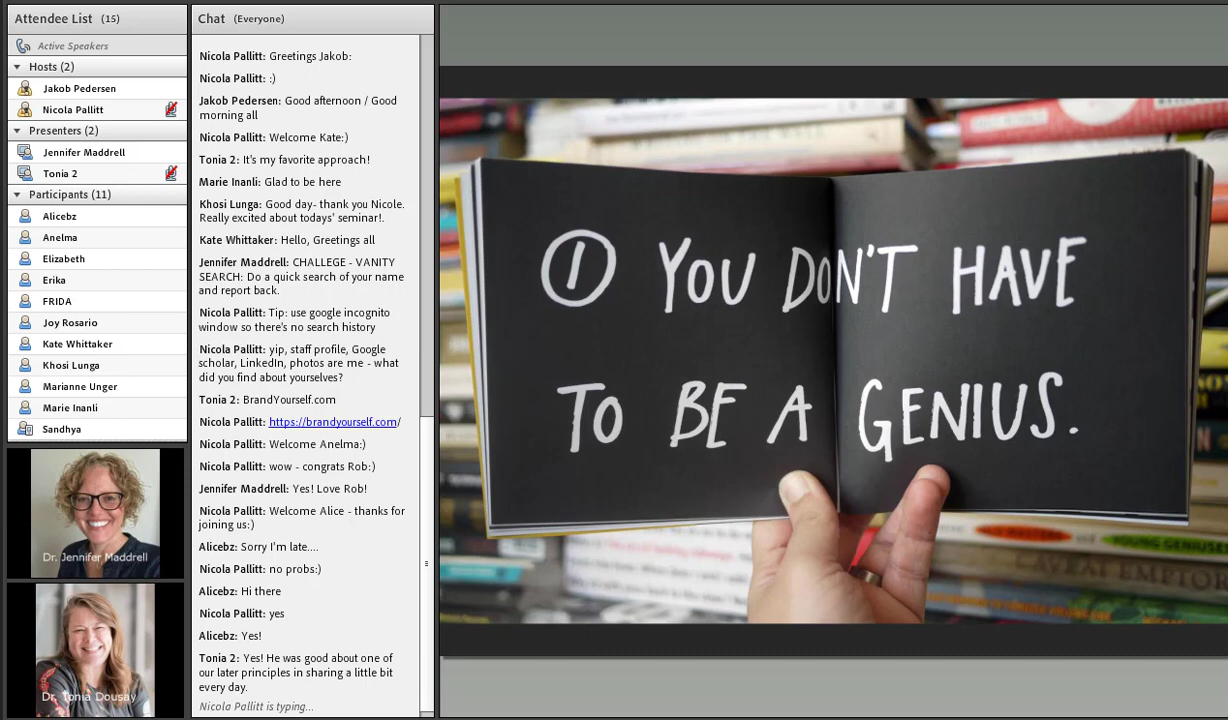 Attendee List (15)
Active Speakers
Hosts (2)
Jakob Pedersen
Nicola Pallitt
Presenters (2)
Jennifer Maddrell
Tonia 2
Participants (11)
Alicebz
Anelma
Elizabeth
Erika
FRIDA
Joy Rosario
Kate Whittaker
Khosi Lunga
Marianne Unger
Marie Inanli
Sandhya
Dr. Jennifer Maddrell
Dr. Tonia Dousay
Chat (Everyone)
Nicola Pallitt: Greetings Jakob:
Nicola Pallitt: :)
Jakob Pedersen: Good afternoon / Good
morning all
Nicola Pallitt: Welcome Kate:)
Tonia 2: It's my favorite approach!
Marie Inanli: Glad to be here
Khosi Lunga: Good day- thank you Nicole.
Really excited about todays' seminar!.
Kate Whittaker: Hello, Greetings all
Jennifer Maddrell: CHALLEGE - VANITY
SEARCH: Do a quick search of your name
and report back.
Nicola Pallitt: Tip: use google incognito
window so there's no search history
Nicola Pallitt: yip, staff profile, Google
scholar, LinkedIn, photos are me - what
did you find about yourselves?
Tonia 2: BrandYourself.com
Nicola Pallitt: https://brandyourself.com/
Nicola Pallitt: Welcome Anelma:)
Nicola Pallitt: wow - congrats Rob:)
Jennifer Maddrell: Yes! Love Rob!
Nicola Pallitt: Welcome Alice - thanks for
joining us:)
Alicebz: Sorry I'm late....
Nicola Pallitt: no probs:)
Alicebz: Hi there
Nicola Pallitt: yes
Alicebz: Yes!
Tonia 2: Yes! He was good about one of
our later principles in sharing a little bit
every day.
Nicola Pallitt is typing...
① YOU DON'T HAVE
TO BE A GENIUS.
YOUNG GENIUS
CAVEAT EMPTOR